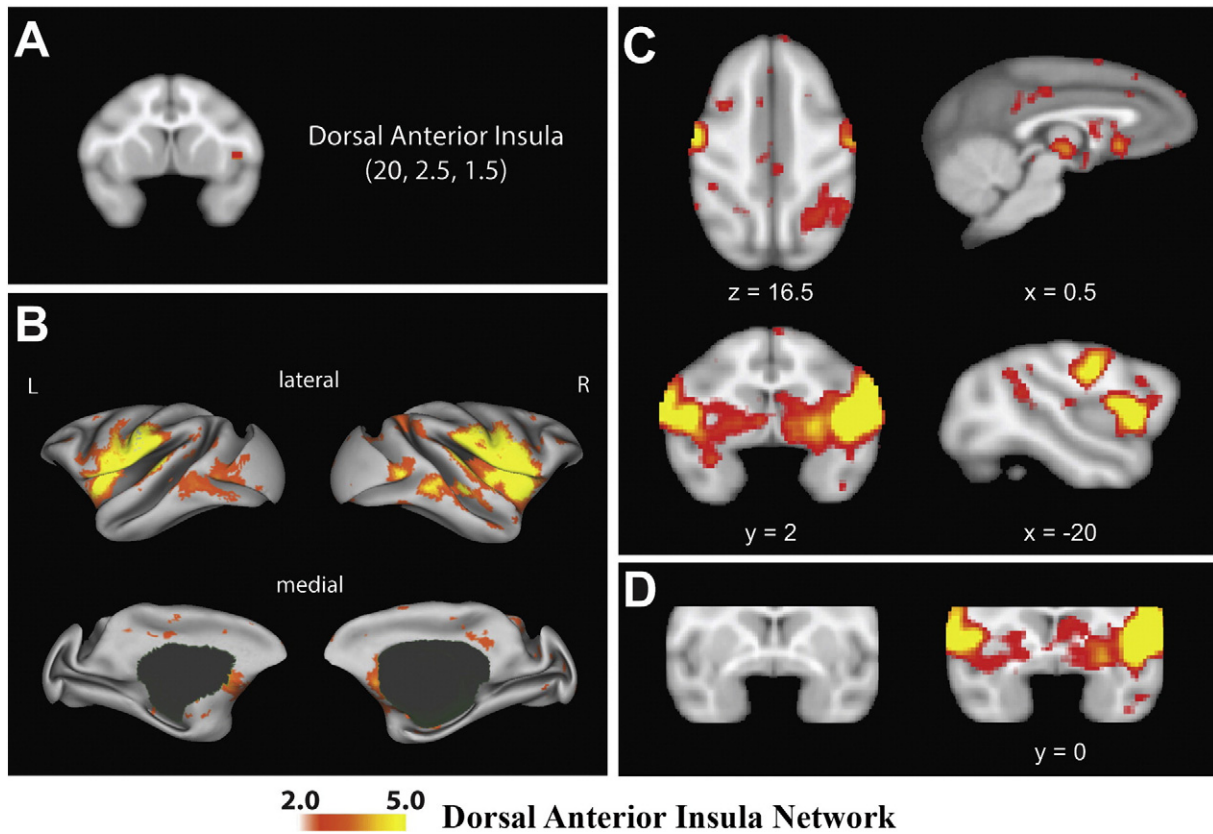 A
Dorsal Anterior Insula
(20, 2.5, 1.5)
B
L
lateral
R
medial
C
z = 16.5
x = 0.5
y = 2
x = -20
D
y = 0
2.0 5.0
Dorsal Anterior Insula Network